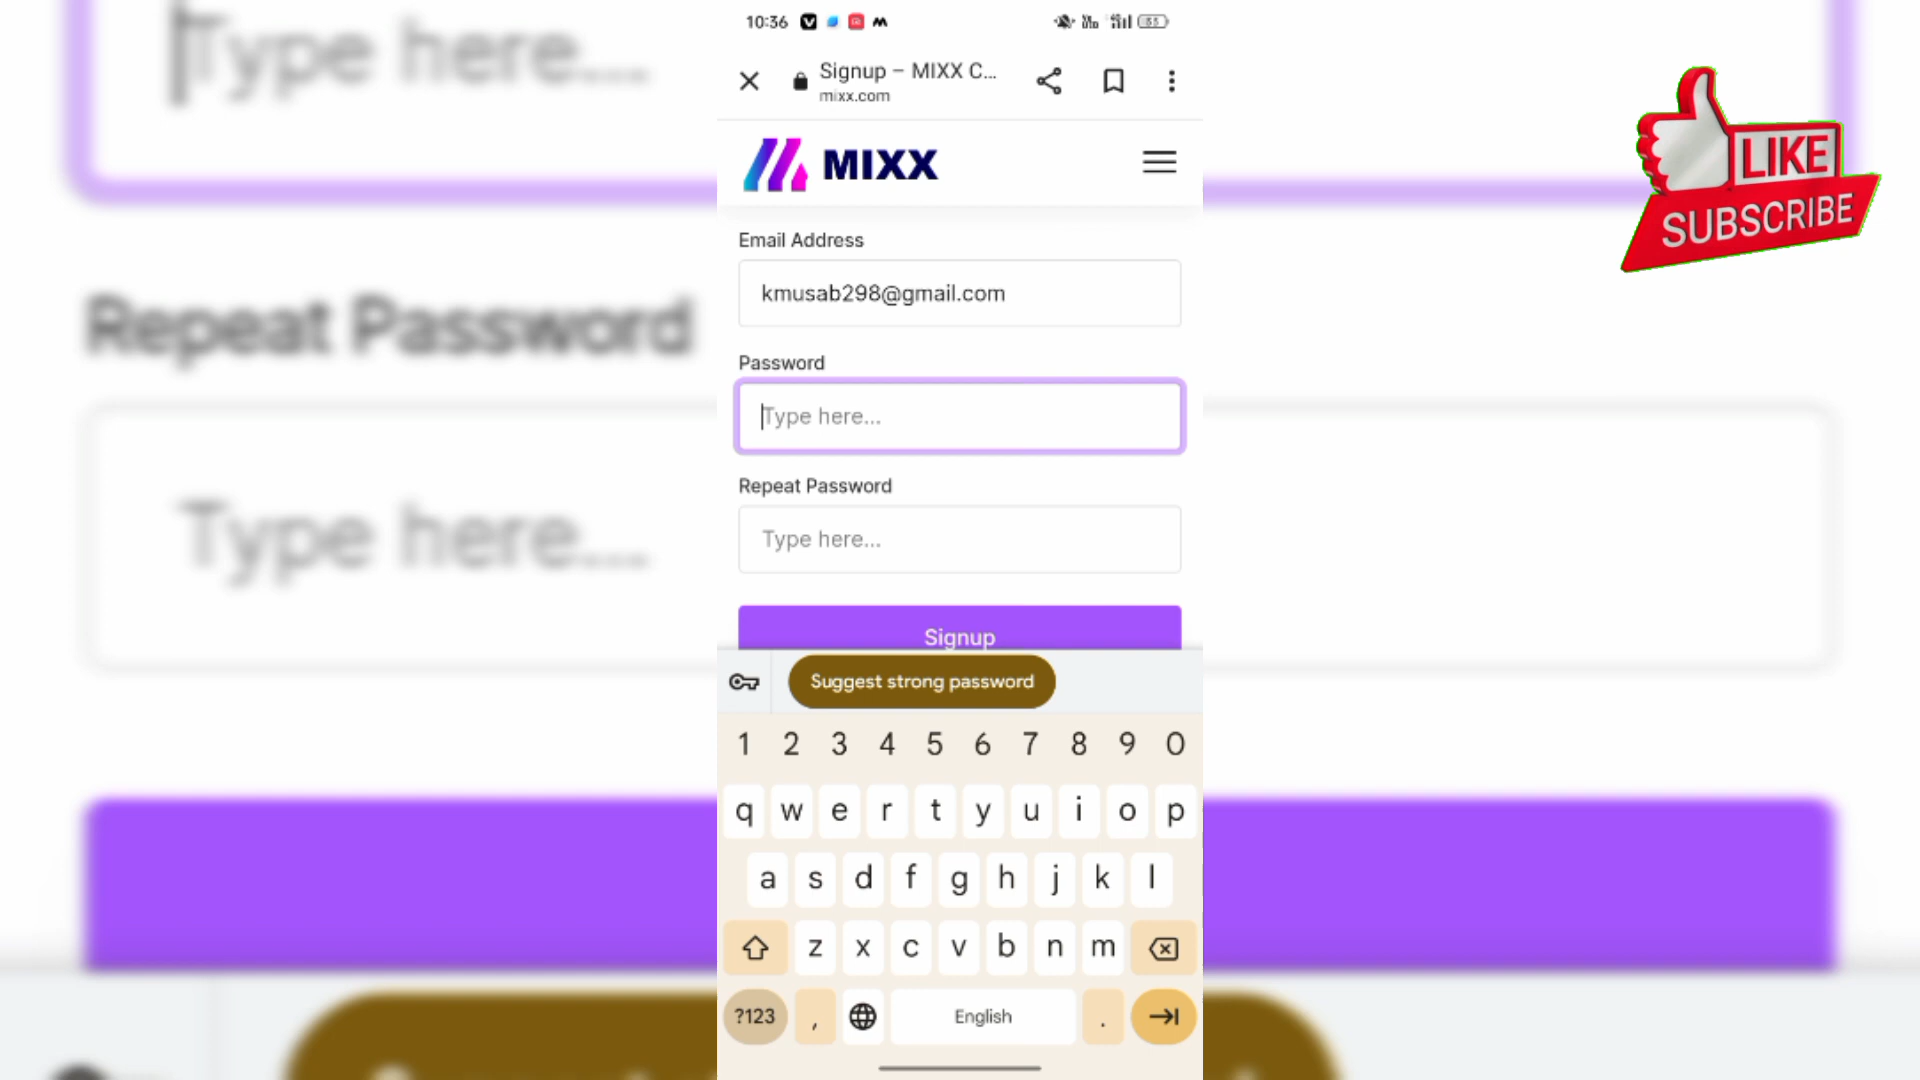 Type here...
Repeat Password
Type here...
10:36
55
Signup – MIXX C...
mixx.com
MIXX
Email Address
kmusab298@gmail.com
Password
Type here...
Repeat Password
Type here...
Signup
Suggest strong password
1 2 3 4 5 6 7 8 9 0
q w e r t y u i o p
a s d f g h j k l
z x c v b n m
?123 , English .
LIKE
SUBSCRIBE